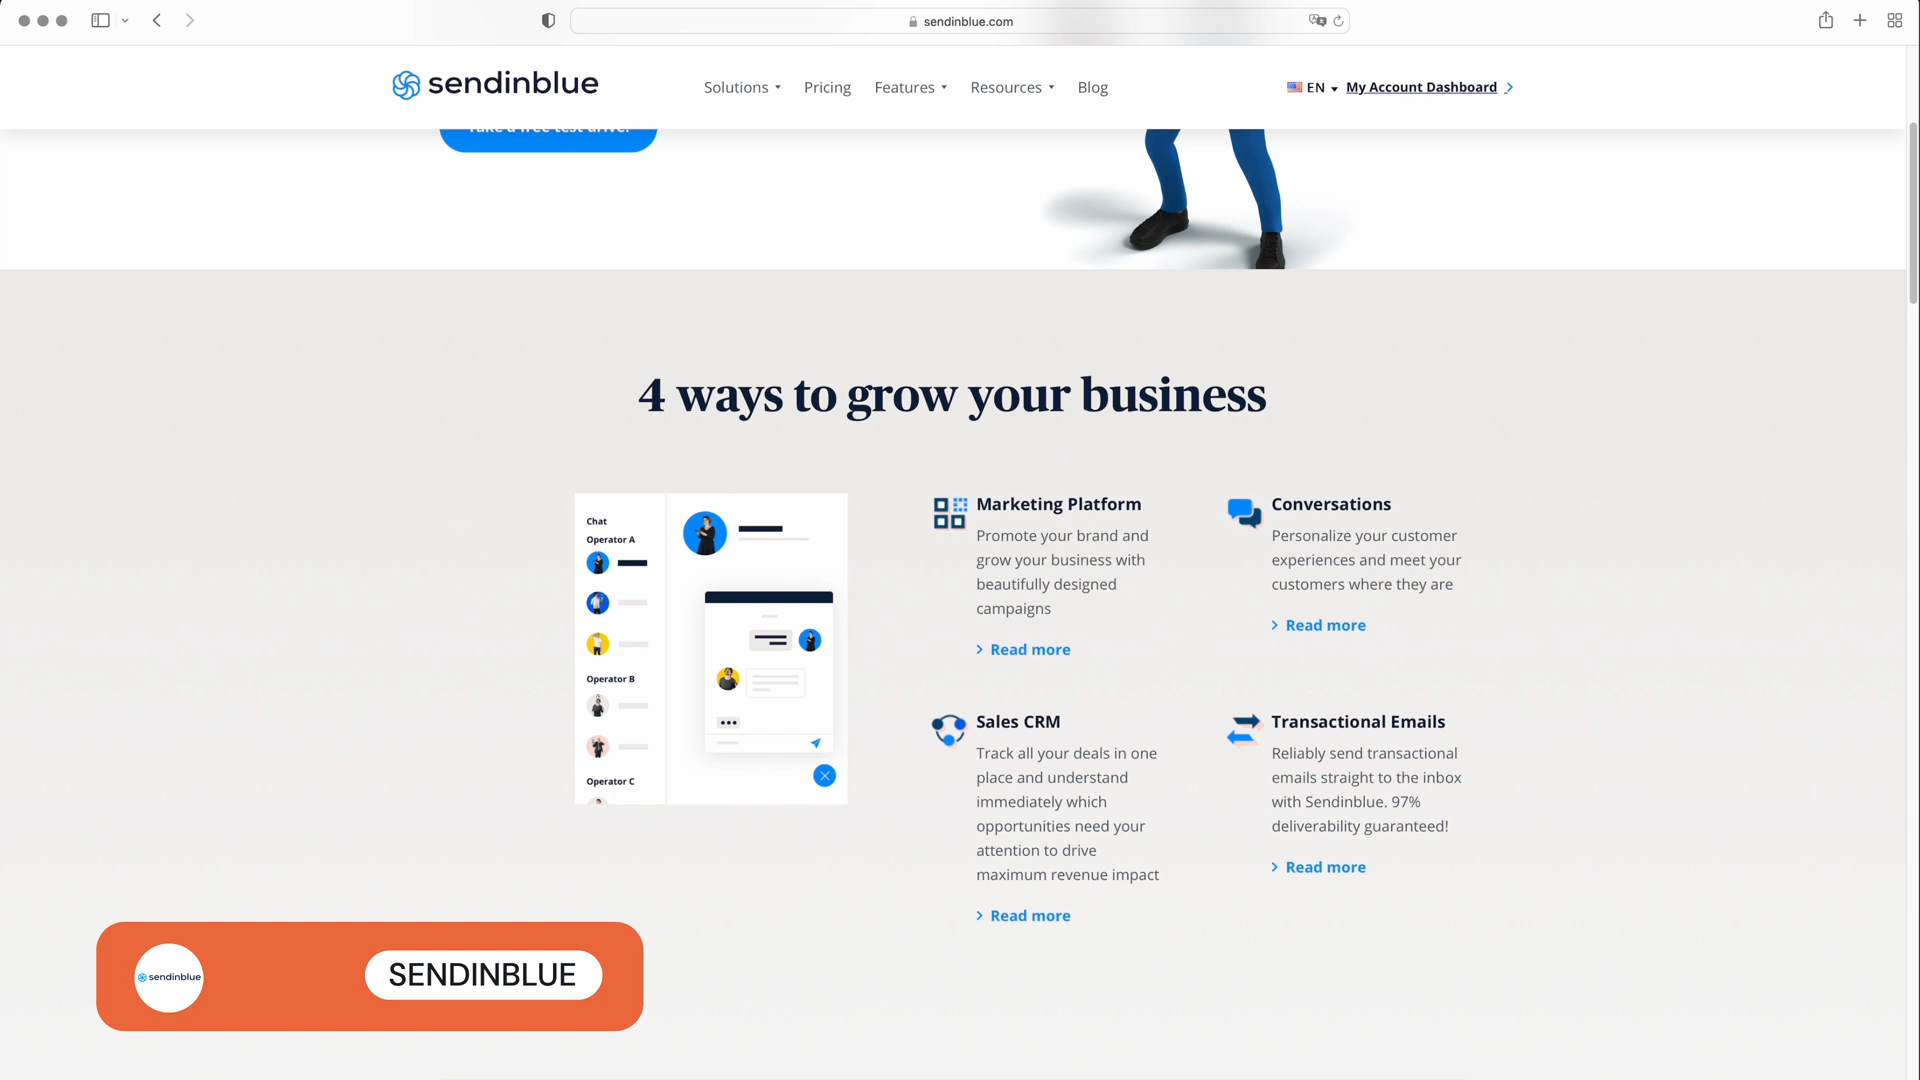 sendinblue.com
sendinblue
Solutions
Pricing
Features
Resources
Blog
EN
My Account Dashboard
Take a free test drive!
4 ways to grow your business
Chat
Operator A
Operator B
Operator C
Marketing Platform
Promote your brand and
grow your business with
beautifully designed
campaigns
Read more
Conversations
Personalize your customer
experiences and meet your
customers where they are
Read more
Sales CRM
Track all your deals in one
place and understand
immediately which
opportunities need your
attention to drive
maximum revenue impact
Read more
Transactional Emails
Reliably send transactional
emails straight to the inbox
with Sendinblue. 97%
deliverability guaranteed!
Read more
sendinblue
SENDINBLUE